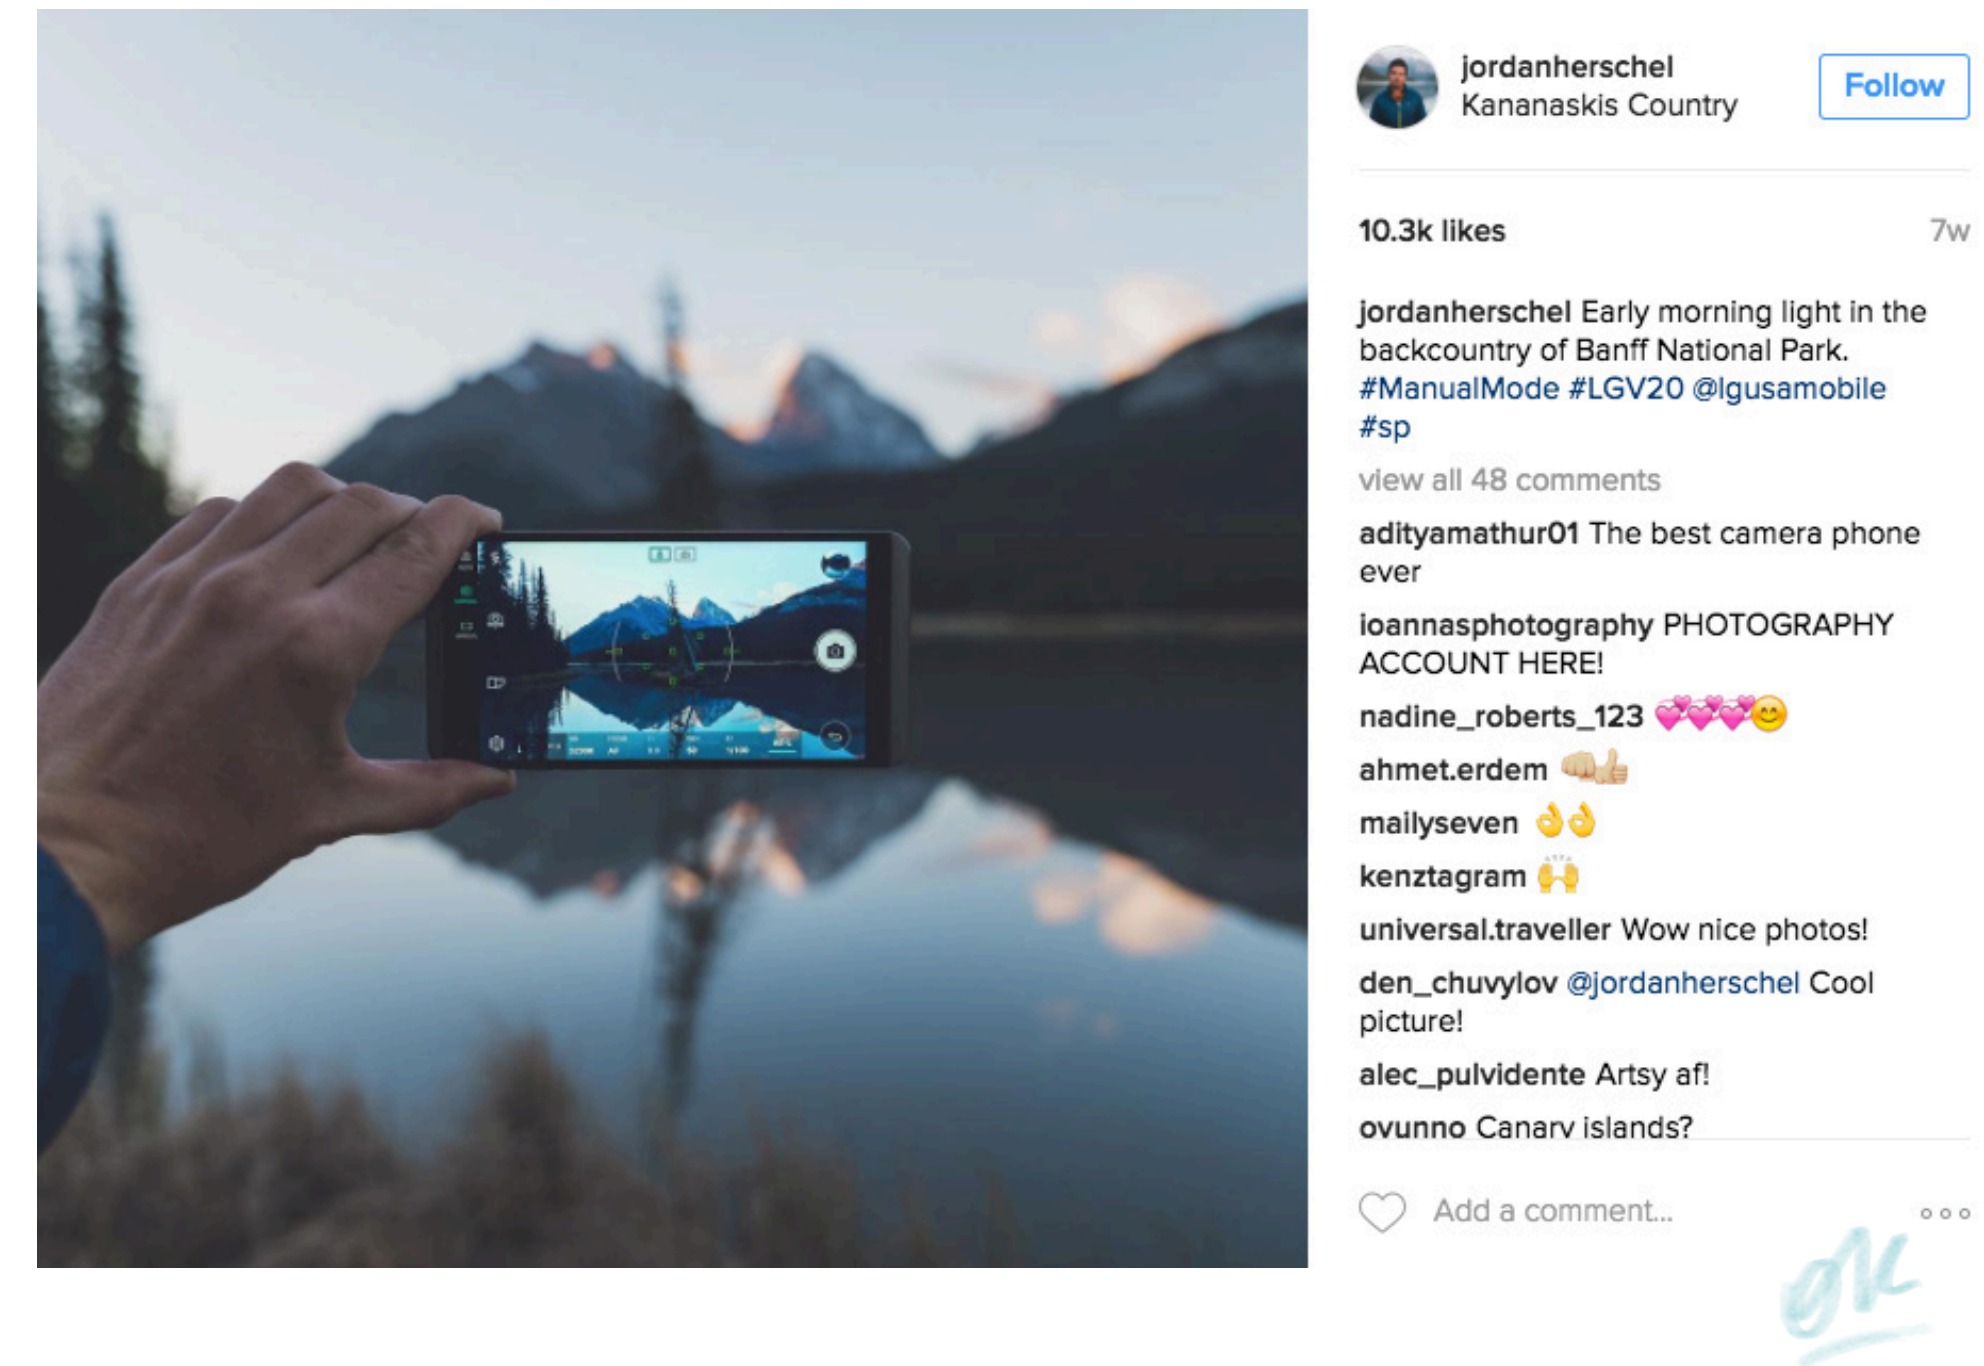 jordanherschel
Kananaskis Country
Follow
10.3k likes
7w
jordanherschel Early morning light in the
backcountry of Banff National Park.
#ManualMode #LGV20 @lgusamobile
#sp
view all 48 comments
adityamathur01 The best camera phone
ever
ioannasphotography PHOTOGRAPHY
ACCOUNT HERE!
nadine_roberts_123 💞💞💞😊
ahmet.erdem 👊🏼👍🏼
mailyseven 👌👌
kenztagram 🙌
universal.traveller Wow nice photos!
den_chuvylov @jordanherschel Cool
picture!
alec_pulvidente Artsy af!
ovunno Canary islands?
Add a comment...